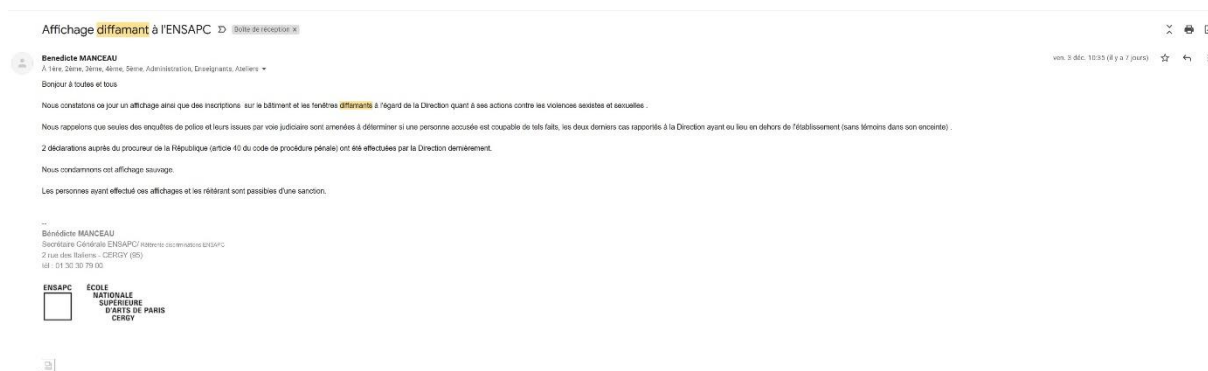 Affichage diffamant à l'ENSAPC
Boîte de réception ×
Benedicte MANCEAU
ven. 3 déc. 10:35 (il y a 7 jours)
À 1ère, 2ème, 3ème, 4ème, 5ème, Administration, Enseignants, Ateliers
Bonjour à toutes et tous
Nous constatons ce jour un affichage ainsi que des inscriptions sur le bâtiment et les fenêtres diffamants à l'égard de la Direction quant à ses actions contre les violences sexistes et sexuelles .
Nous rappelons que seules des enquêtes de police et leurs issues par voie judiciaire sont amenées à déterminer si une personne accusée est coupable de tels faits, les deux derniers cas rapportés à la Direction ayant eu lieu en dehors de l'établissement (sans témoins dans son enceinte) .
2 déclarations auprès du procureur de la République (article 40 du code de procédure pénale) ont été effectuées par la Direction dernièrement.
Nous condamnons cet affichage sauvage.
Les personnes ayant effectué ces affichages et les réitérant sont passibles d'une sanction.
--
Bénédicte MANCEAU
Secrétaire Générale ENSAPC/ Référente discriminations ENSAPC
2 rue des Italiens - CERGY (95)
tél : 01 30 30 79 00
ENSAPC ÉCOLE
NATIONALE
SUPÉRIEURE
D'ARTS DE PARIS
CERGY